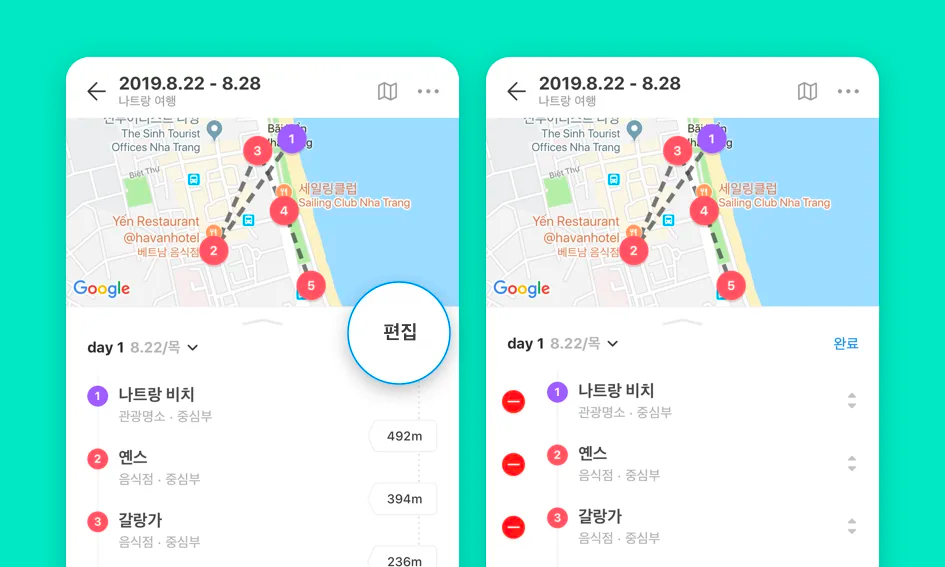 2019.8.22 - 8.28
나트랑 여행
The Sinh Tourist
Offices Nha Trang
Biệt Thự
3
1
세일링클럽
Sailing Club Nha Trang
4
Yến Restaurant
@havanhotel
베트남 음식점
2
5
Google
편집
day 1 8.22/목
1 나트랑 비치
관광명소 · 중심부
492m
2 옌스
음식점 · 중심부
394m
3 갈랑가
음식점 · 중심부
236m
2019.8.22 - 8.28
나트랑 여행
The Sinh Tourist
Offices Nha Trang
Biệt Thự
3
1
세일링클럽
Sailing Club Nha Trang
4
Yến Restaurant
@havanhotel
베트남 음식점
2
5
Google
day 1 8.22/목
완료
1 나트랑 비치
관광명소 · 중심부
2 옌스
음식점 · 중심부
3 갈랑가
음식점 · 중심부